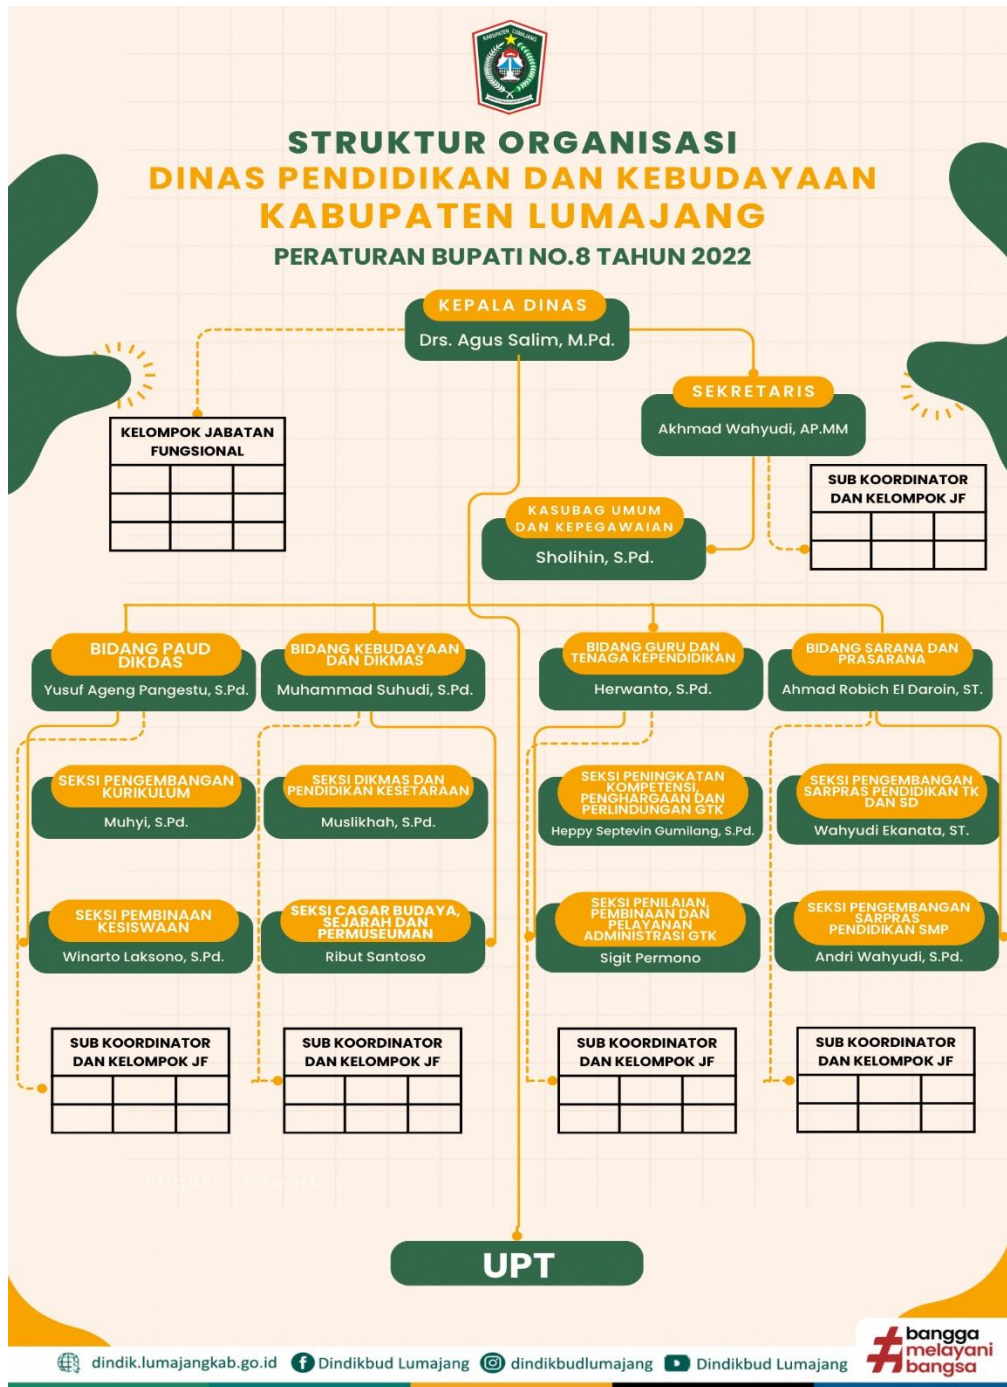 KABUPATEN LUMAJANG
STRUKTUR ORGANISASI
DINAS PENDIDIKAN DAN KEBUDAYAAN
KABUPATEN LUMAJANG
PERATURAN BUPATI NO.8 TAHUN 2022
KEPALA DINAS
Drs. Agus Salim, M.Pd.
SEKRETARIS
Akhmad Wahyudi, AP.MM
KELOMPOK JABATAN
FUNGSIONAL
SUB KOORDINATOR
DAN KELOMPOK JF
KASUBAG UMUM
DAN KEPEGAWAIAN
Sholihin, S.Pd.
BIDANG PAUD
DIKDAS
Yusuf Ageng Pangestu, S.Pd.
BIDANG KEBUDAYAAN
DAN DIKMAS
Muhammad Suhudi, S.Pd.
BIDANG GURU DAN
TENAGA KEPENDIDIKAN
Herwanto, S.Pd.
BIDANG SARANA DAN
PRASARANA
Ahmad Robich El Daroin, ST.
SEKSI PENGEMBANGAN
KURIKULUM
Muhyi, S.Pd.
SEKSI DIKMAS DAN
PENDIDIKAN KESETARAAN
Muslikhah, S.Pd.
SEKSI PENINGKATAN
KOMPETENSI,
PENGHARGAAN DAN
PERLINDUNGAN GTK
Heppy Septevin Gumilang, S.Pd.
SEKSI PENGEMBANGAN
SARPRAS PENDIDIKAN TK
DAN SD
Wahyudi Ekanata, ST.
SEKSI PEMBINAAN
KESISWAAN
Winarto Laksono, S.Pd.
SEKSI CAGAR BUDAYA,
SEJARAH DAN
PERMUSEUMAN
Ribut Santoso
SEKSI PENILAIAN,
PEMBINAAN DAN
PELAYANAN
ADMINISTRASI GTK
Sigit Permono
SEKSI PENGEMBANGAN
SARPRAS
PENDIDIKAN SMP
Andri Wahyudi, S.Pd.
SUB KOORDINATOR
DAN KELOMPOK JF
SUB KOORDINATOR
DAN KELOMPOK JF
SUB KOORDINATOR
DAN KELOMPOK JF
SUB KOORDINATOR
DAN KELOMPOK JF
UPT
dindik.lumajangkab.go.id
Dindikbud Lumajang
dindikbudlumajang
Dindikbud Lumajang
#bangga
melayani
bangsa